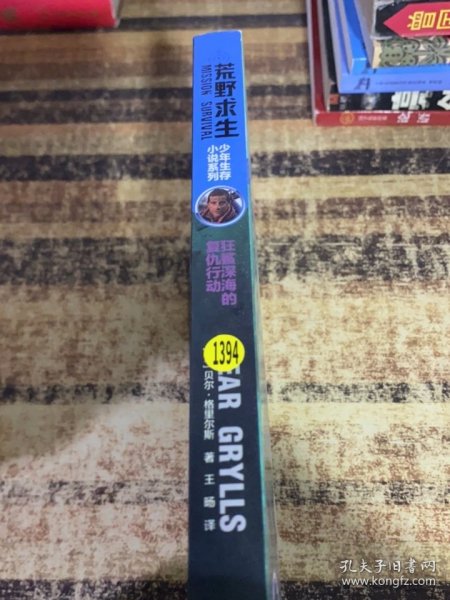 荒野求生
MISSION SURVIVAL
少年生存
小说系列
狂鲨深海的
复仇行动
1394
EAR GRYLLS
贝尔·格里尔斯 著 王旸 译
孔夫子旧书网
www.kongfz.com